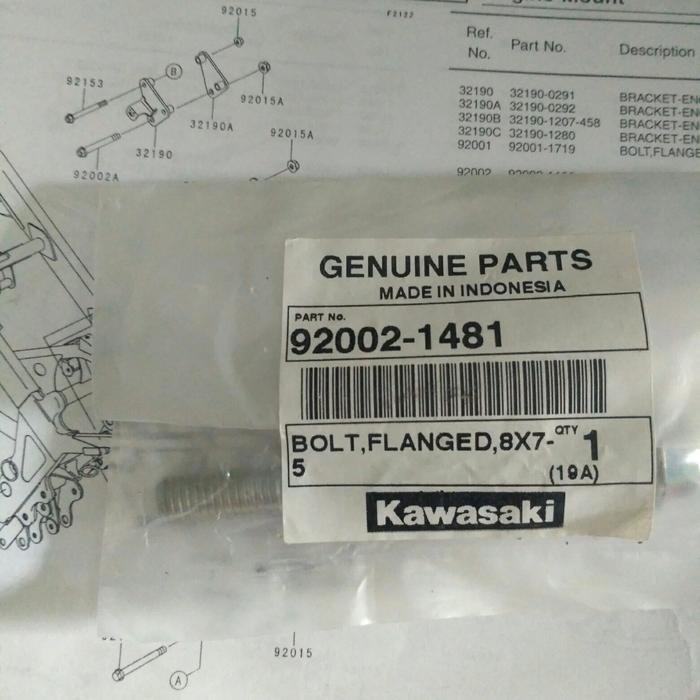 92015
F2122
Ref.
No.
Part No.
Description
92153
B
92015A
32190A
92015A
32190
92002A
32190 32190-0291 BRACKET-EN
32190A 32190-0292 BRACKET-EN
32190B 32190-1207-458 BRACKET-EN
32190C 32190-1280 BRACKET-EN
92001 92001-1719 BOLT,FLANG
92002
GENUINE PARTS
MADE IN INDONESIA
PART No.
92002-1481
BOLT,FLANGED,8X7- QTY 1
5
(19A)
Kawasaki
92015
A